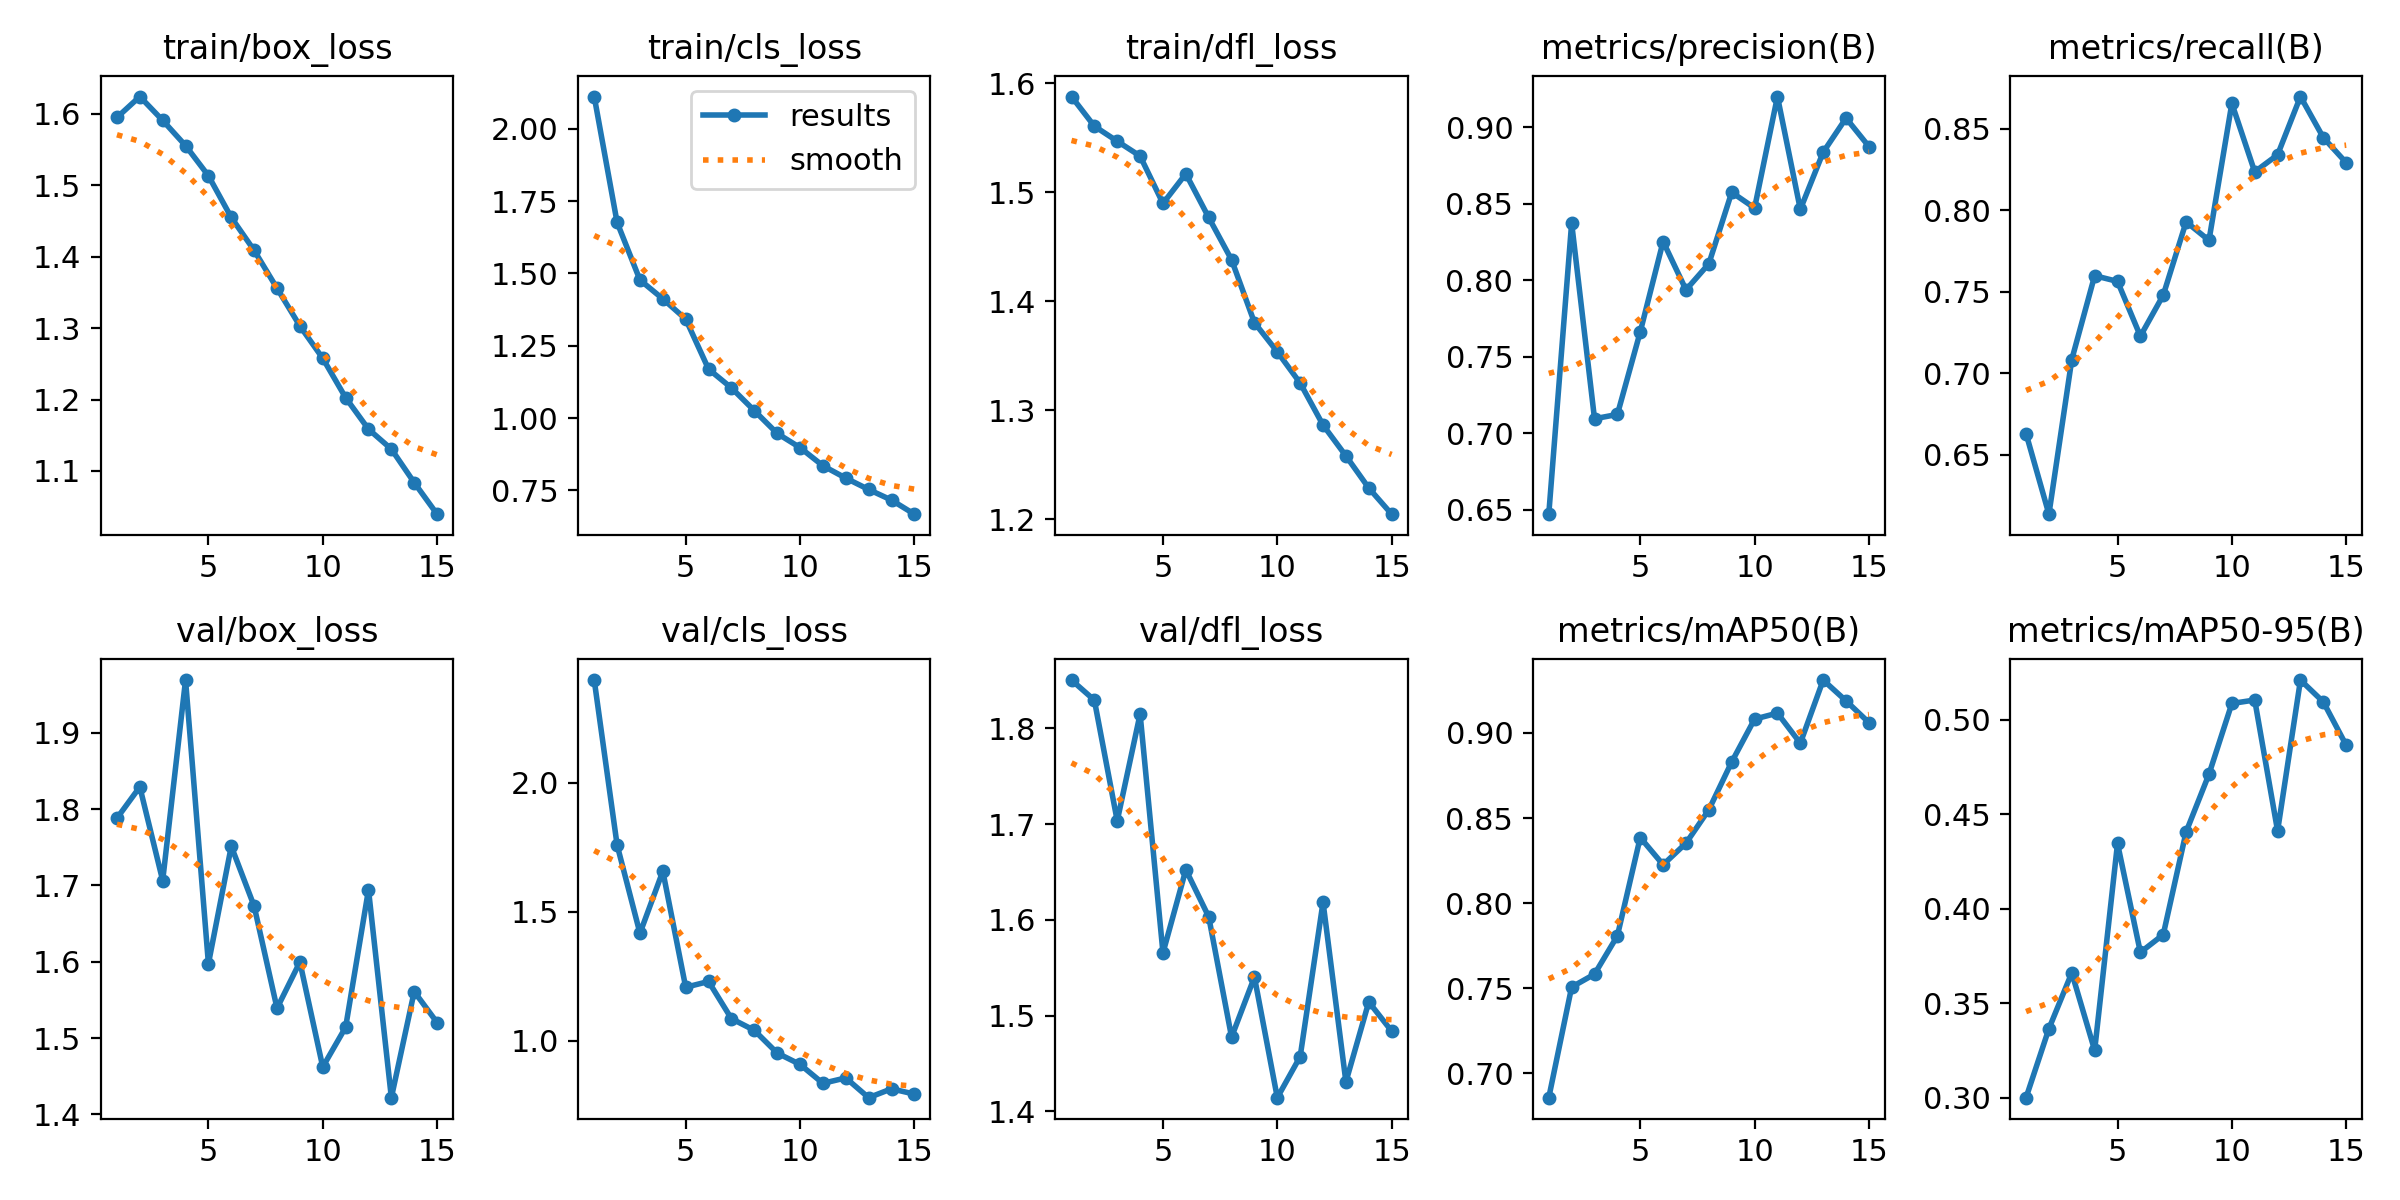 train/box_loss
train/cls_loss
train/dfl_loss
metrics/precision(B)
metrics/recall(B)
1.6
1.5
1.4
1.3
1.2
1.1
5 10 15
results
smooth
2.00
1.75
1.50
1.25
1.00
0.75
5 10 15
1.6
1.5
1.4
1.3
1.2
5 10 15
0.90
0.85
0.80
0.75
0.70
0.65
5 10 15
0.85
0.80
0.75
0.70
0.65
5 10 15
val/box_loss
val/cls_loss
val/dfl_loss
metrics/mAP50(B)
metrics/mAP50-95(B)
1.9
1.8
1.7
1.6
1.5
1.4
5 10 15
2.0
1.5
1.0
5 10 15
1.8
1.7
1.6
1.5
1.4
5 10 15
0.90
0.85
0.80
0.75
0.70
5 10 15
0.50
0.45
0.40
0.35
0.30
5 10 15